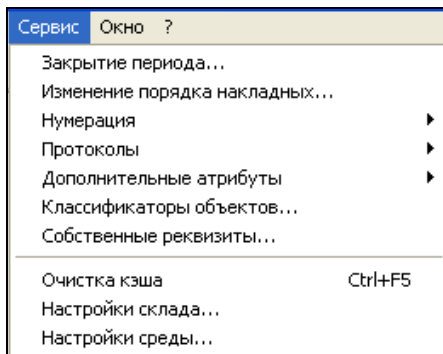 Сервис Окно ?
Закрытие периода...
Изменение порядка накладных...
Нумерация
Протоколы
Дополнительные атрибуты
Классификаторы объектов...
Собственные реквизиты...
Очистка кэша Ctrl+F5
Настройки склада...
Настройки среды...